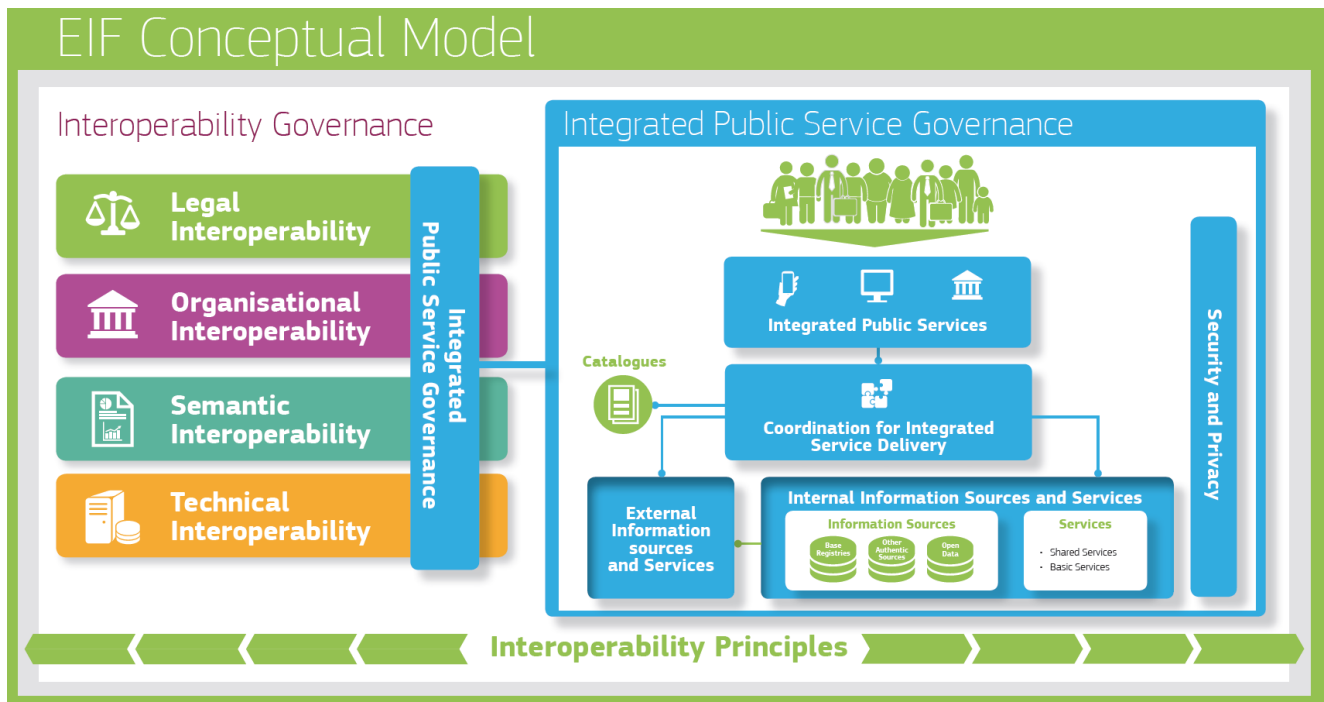 EIF Conceptual Model
Interoperability Governance
Legal
Interoperability
Organisational
Interoperability
Semantic
Interoperability
Technical
Interoperability
Integrated
Public Service Governance
Integrated Public Service Governance
Integrated Public Services
Catalogues
Coordination for Integrated
Service Delivery
External
Information
sources
and Services
Internal Information Sources and Services
Information Sources
Base
Registries
Other
Authentic
Sources
Open
Data
Services
· Shared Services
· Basic Services
Security and Privacy
Interoperability Principles